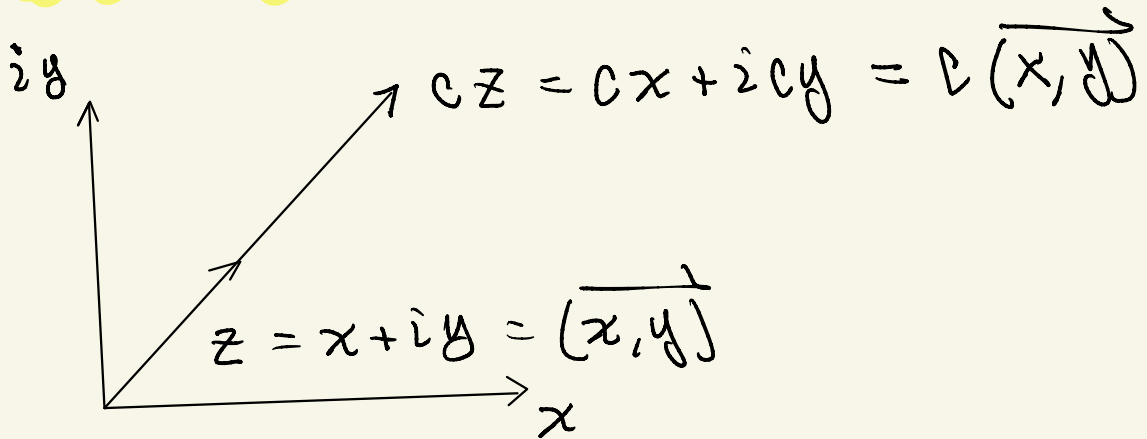 iy
cz = cx + icy = c(x, y)
z = x + iy = (x, y)
x